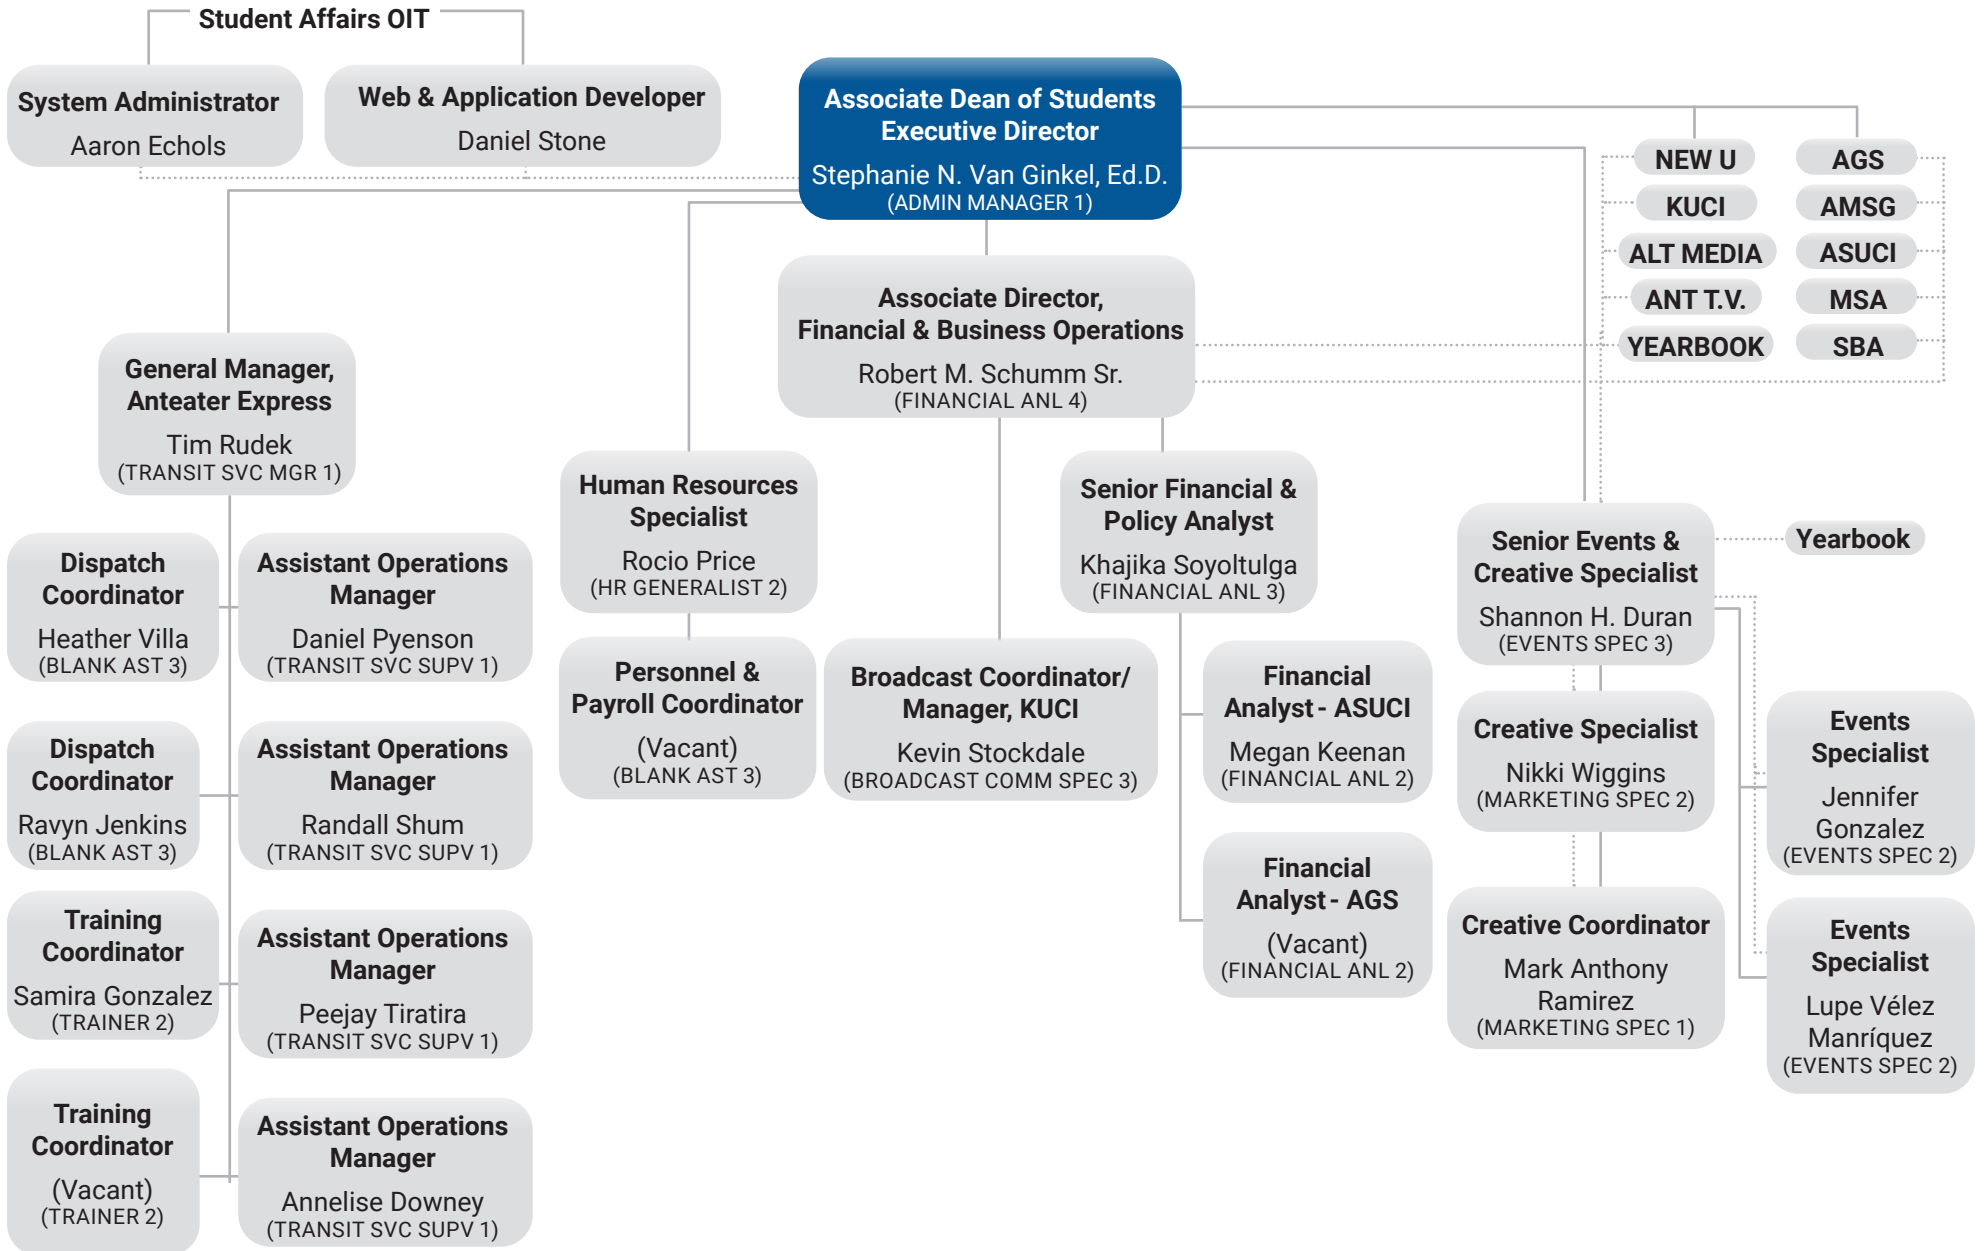 Student Affairs OIT
System Administrator
Aaron Echols
Web & Application Developer
Daniel Stone
Associate Dean of Students
Executive Director
Stephanie N. Van Ginkel, Ed.D.
(ADMIN MANAGER 1)
NEW U
KUCI
ALT MEDIA
ANT T.V.
YEARBOOK
AGS
AMSG
ASUCI
MSA
SBA
Associate Director,
Financial & Business Operations
Robert M. Schumm Sr.
(FINANCIAL ANL 4)
General Manager,
Anteater Express
Tim Rudek
(TRANSIT SVC MGR 1)
Dispatch
Coordinator
Heather Villa
(BLANK AST 3)
Assistant Operations
Manager
Daniel Pyenson
(TRANSIT SVC SUPV 1)
Dispatch
Coordinator
Ravyn Jenkins
(BLANK AST 3)
Assistant Operations
Manager
Randall Shum
(TRANSIT SVC SUPV 1)
Training
Coordinator
Samira Gonzalez
(TRAINER 2)
Assistant Operations
Manager
Peejay Tiratira
(TRANSIT SVC SUPV 1)
Training
Coordinator
(Vacant)
(TRAINER 2)
Assistant Operations
Manager
Annelise Downey
(TRANSIT SVC SUPV 1)
Human Resources
Specialist
Rocio Price
(HR GENERALIST 2)
Personnel &
Payroll Coordinator
(Vacant)
(BLANK AST 3)
Broadcast Coordinator/
Manager, KUCI
Kevin Stockdale
(BROADCAST COMM SPEC 3)
Senior Financial &
Policy Analyst
Khajika Soyoltulga
(FINANCIAL ANL 3)
Financial
Analyst - ASUCI
Megan Keenan
(FINANCIAL ANL 2)
Financial
Analyst - AGS
(Vacant)
(FINANCIAL ANL 2)
Senior Events &
Creative Specialist
Shannon H. Duran
(EVENTS SPEC 3)
Yearbook
Creative Specialist
Nikki Wiggins
(MARKETING SPEC 2)
Creative Coordinator
Mark Anthony
Ramirez
(MARKETING SPEC 1)
Events
Specialist
Jennifer
Gonzalez
(EVENTS SPEC 2)
Events
Specialist
Lupe Vélez
Manríquez
(EVENTS SPEC 2)